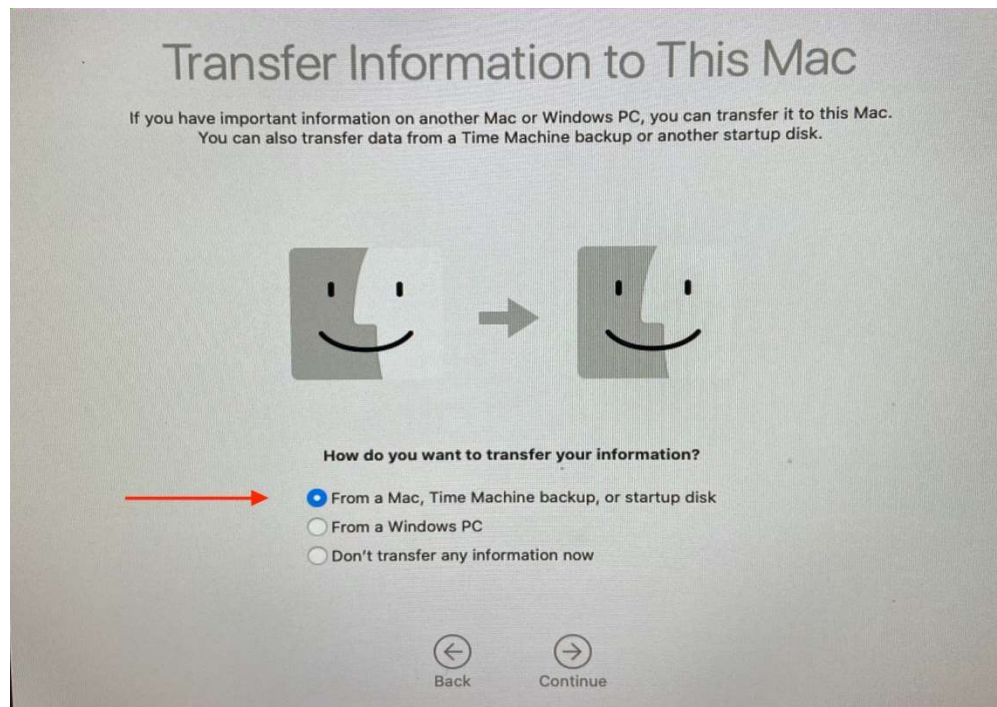 Transfer Information to This Mac
If you have important information on another Mac or Windows PC, you can transfer it to this Mac.
You can also transfer data from a Time Machine backup or another startup disk.
How do you want to transfer your information?
From a Mac, Time Machine backup, or startup disk
From a Windows PC
Don't transfer any information now
Back
Continue